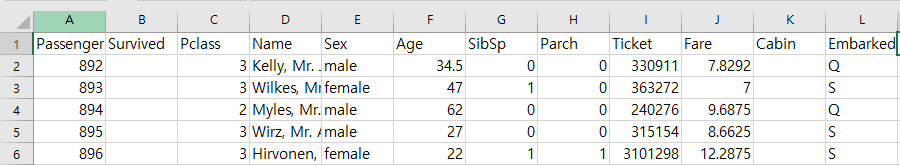 A B C D E F G H I J K L
1 Passenger Survived Pclass Name Sex Age SibSp Parch Ticket Fare Cabin Embarked
2 892 3 Kelly, Mr. male 34.5 0 0 330911 7.8292 Q
3 893 3 Wilkes, female 47 1 0 363272 7 S
4 894 2 Myles, Mr. male 62 0 0 240276 9.6875 Q
5 895 3 Wirz, Mr. male 27 0 0 315154 8.6625 S
6 896 3 Hirvonen, female 22 1 1 3101298 12.2875 S